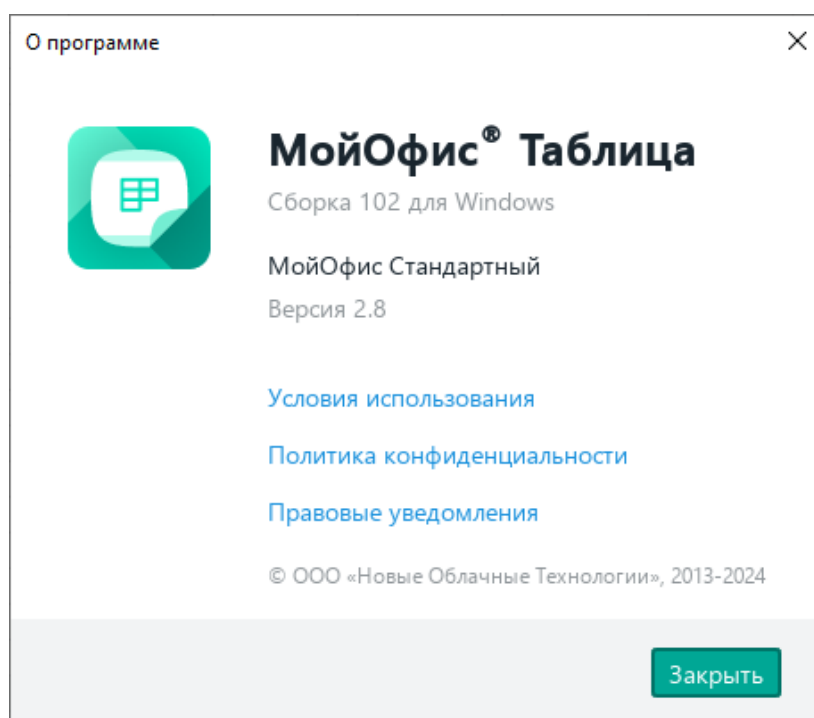 О программе
МойОфис® Таблица
Сборка 102 для Windows
МойОфис Стандартный
Версия 2.8
Условия использования
Политика конфиденциальности
Правовые уведомления
© ООО «Новые Облачные Технологии», 2013-2024
Закрыть